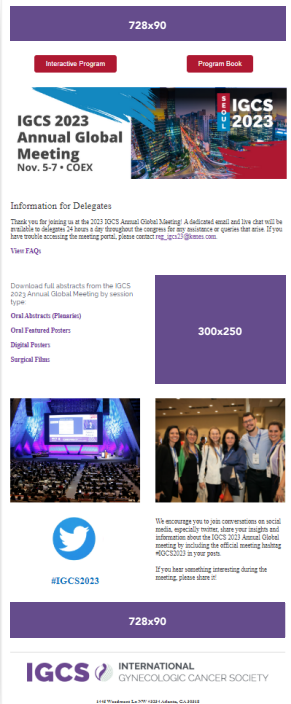 728x90
Interactive Program
Program Book
IGCS 2023
Annual Global
Meeting
Nov. 5-7 • COEX
SEOUL
IGCS
2023
Information for Delegates
Thank you for joining us at the 2023 IGCS Annual Global Meeting! A dedicated email and live chat will be
available to delegates 24 hours a day throughout the congress for any assistance or queries that arise. If you
have trouble accessing the meeting portal, please contact reg_igcs23@kenes.com.
View FAQs
Download full abstracts from the IGCS
2023 Annual Global Meeting by session
type:
Oral Abstracts (Plenaries)
Oral Featured Posters
Digital Posters
Surgical Films
300x250
#IGCS2023
We encourage you to join conversations on social
media, especially twitter, share your insights and
information about the IGCS 2023 Annual Global
meeting by including the official meeting hashtag
#IGCS2023 in your posts.
If you hear something interesting during the
meeting, please share it!
728x90
IGCS
INTERNATIONAL
GYNECOLOGIC CANCER SOCIETY